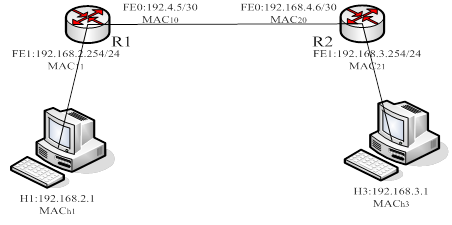 FE0:192.4.5/30 FE0:192.168.4.6/30
MAC10 MAC20
R1 R2
FE1:192.168.2.254/24 FE1:192.168.3.254/24
MAC11 MAC21
H1:192.168.2.1 H3:192.168.3.1
MACh1 MACh3